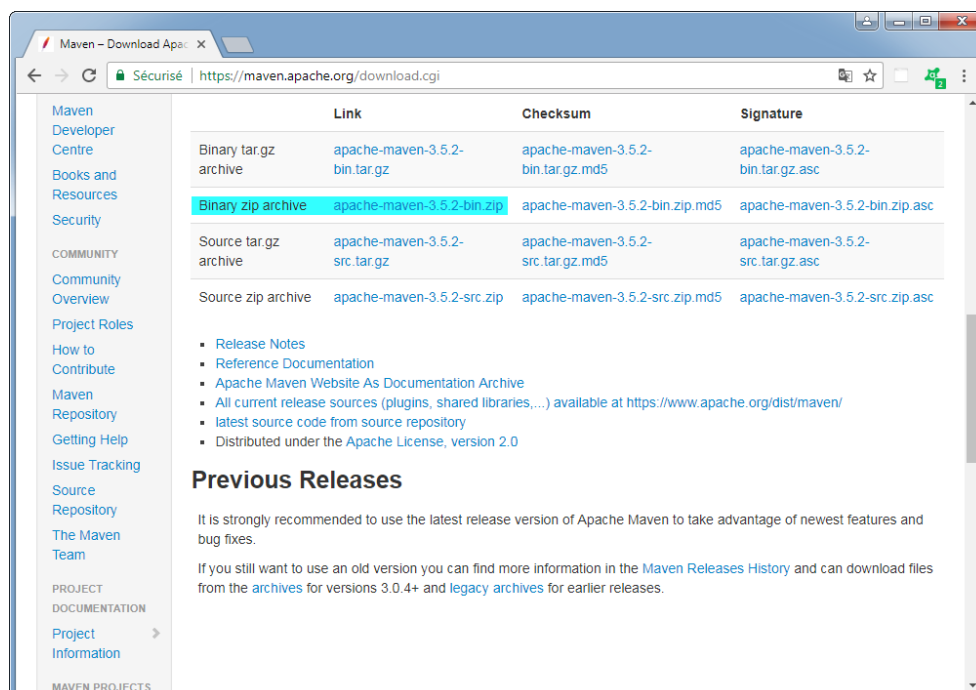 Maven – Download Apac
Sécurisé https://maven.apache.org/download.cgi
2
Maven
Developer
Centre
Books and
Resources
Security
COMMUNITY
Community
Overview
Project Roles
How to
Contribute
Maven
Repository
Getting Help
Issue Tracking
Source
Repository
The Maven
Team
PROJECT
DOCUMENTATION
Project
Information
MAVEN PROJECTS
Link Checksum Signature
Binary tar.gz apache-maven-3.5.2- apache-maven-3.5.2- apache-maven-3.5.2-
archive bin.tar.gz bin.tar.gz.md5 bin.tar.gz.asc
Binary zip archive apache-maven-3.5.2-bin.zip apache-maven-3.5.2-bin.zip.md5 apache-maven-3.5.2-bin.zip.asc
Source tar.gz apache-maven-3.5.2- apache-maven-3.5.2- apache-maven-3.5.2-
archive src.tar.gz src.tar.gz.md5 src.tar.gz.asc
Source zip archive apache-maven-3.5.2-src.zip apache-maven-3.5.2-src.zip.md5 apache-maven-3.5.2-src.zip.asc
Release Notes
Reference Documentation
Apache Maven Website As Documentation Archive
All current release sources (plugins, shared libraries,...) available at https://www.apache.org/dist/maven/
latest source code from source repository
Distributed under the Apache License, version 2.0
Previous Releases
It is strongly recommended to use the latest release version of Apache Maven to take advantage of newest features and
bug fixes.
If you still want to use an old version you can find more information in the Maven Releases History and can download files
from the archives for versions 3.0.4+ and legacy archives for earlier releases.